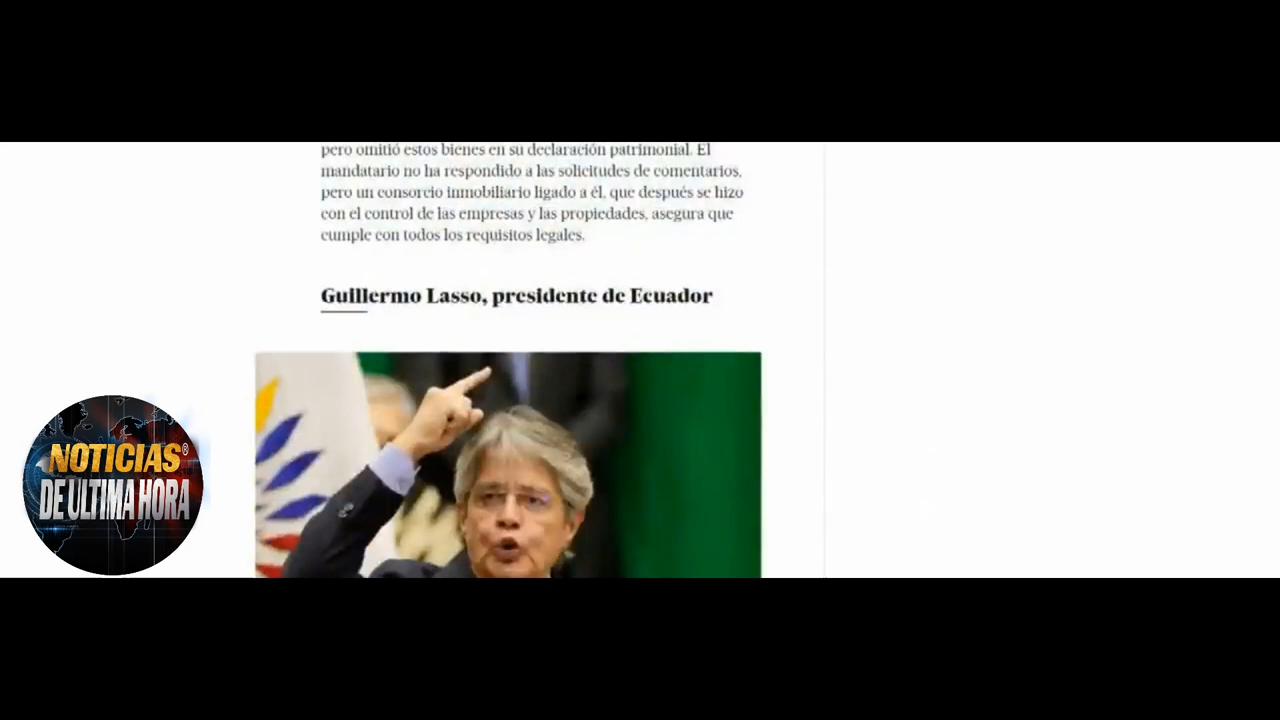 pero omitió estos bienes en su declaración patrimonial. El
mandatario no ha respondido a las solicitudes de comentarios,
pero un consorcio inmobiliario ligado a él, que después se hizo
con el control de las empresas y las propiedades, asegura que
cumple con todos los requisitos legales.
Guillermo Lasso, presidente de Ecuador
NOTICIAS®
DE ULTIMA HORA